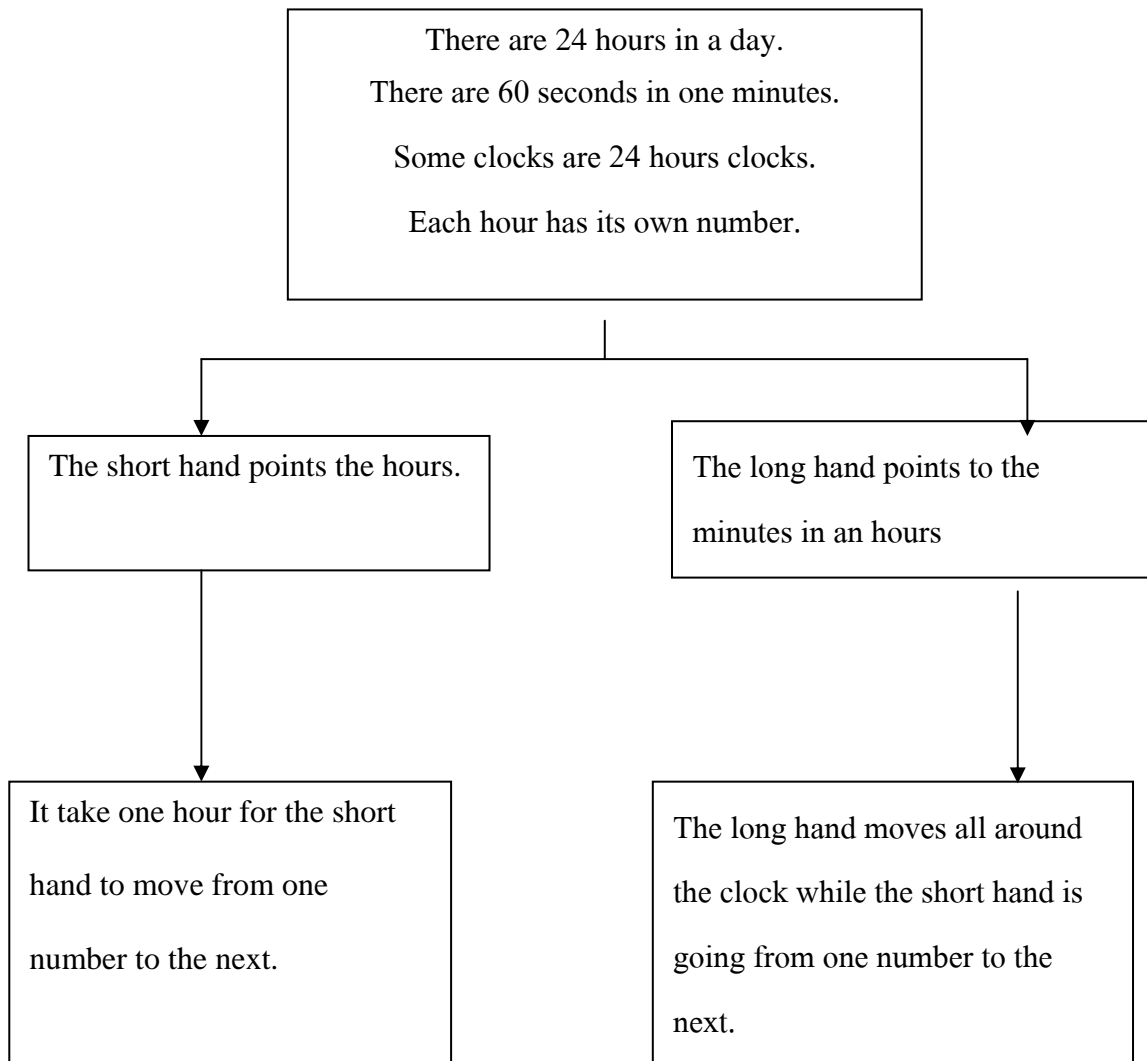 There are 24 hours in a day.
There are 60 seconds in one minutes.
Some clocks are 24 hours clocks.
Each hour has its own number.
The short hand points the hours.
The long hand points to the
minutes in an hours
It take one hour for the short
hand to move from one
number to the next.
The long hand moves all around
the clock while the short hand is
going from one number to the
next.